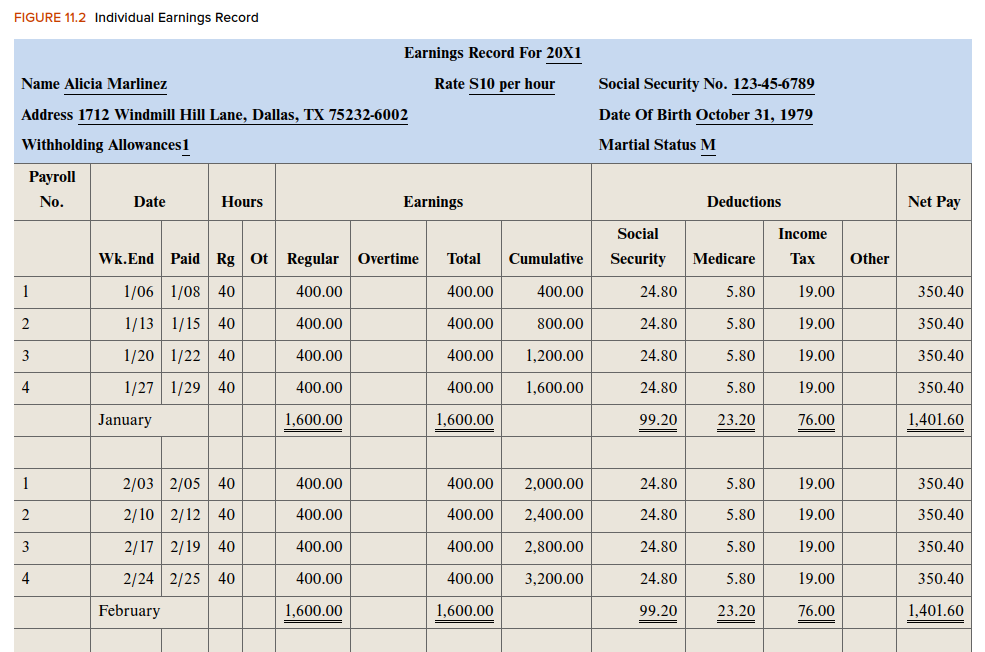 FIGURE 11.2 Individual Earnings Record
Earnings Record For 20X1
Name Alicia Marlinez Rate S10 per hour Social Security No. 123-45-6789
Address 1712 Windmill Hill Lane, Dallas, TX 75232-6002 Date Of Birth October 31, 1979
Withholding Allowances1 Martial Status M
Payroll
No. Date Hours Earnings Deductions Net Pay
Social Income
Wk.End Paid Rg Ot Regular Overtime Total Cumulative Security Medicare Tax Other
1 1/06 1/08 40 400.00 400.00 400.00 24.80 5.80 19.00 350.40
2 1/13 1/15 40 400.00 400.00 800.00 24.80 5.80 19.00 350.40
3 1/20 1/22 40 400.00 400.00 1,200.00 24.80 5.80 19.00 350.40
4 1/27 1/29 40 400.00 400.00 1,600.00 24.80 5.80 19.00 350.40
January 1,600.00 1,600.00 99.20 23.20 76.00 1,401.60
1 2/03 2/05 40 400.00 400.00 2,000.00 24.80 5.80 19.00 350.40
2 2/10 2/12 40 400.00 400.00 2,400.00 24.80 5.80 19.00 350.40
3 2/17 2/19 40 400.00 400.00 2,800.00 24.80 5.80 19.00 350.40
4 2/24 2/25 40 400.00 400.00 3,200.00 24.80 5.80 19.00 350.40
February 1,600.00 1,600.00 99.20 23.20 76.00 1,401.60